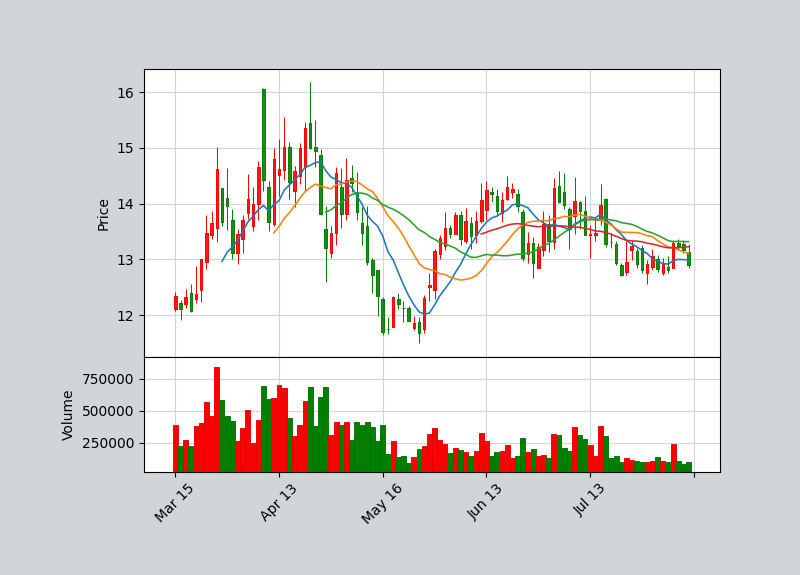 16
15
14
13
12
Price
750000
500000
250000
Volume
Mar 15
Apr 13
May 16
Jun 13
Jul 13